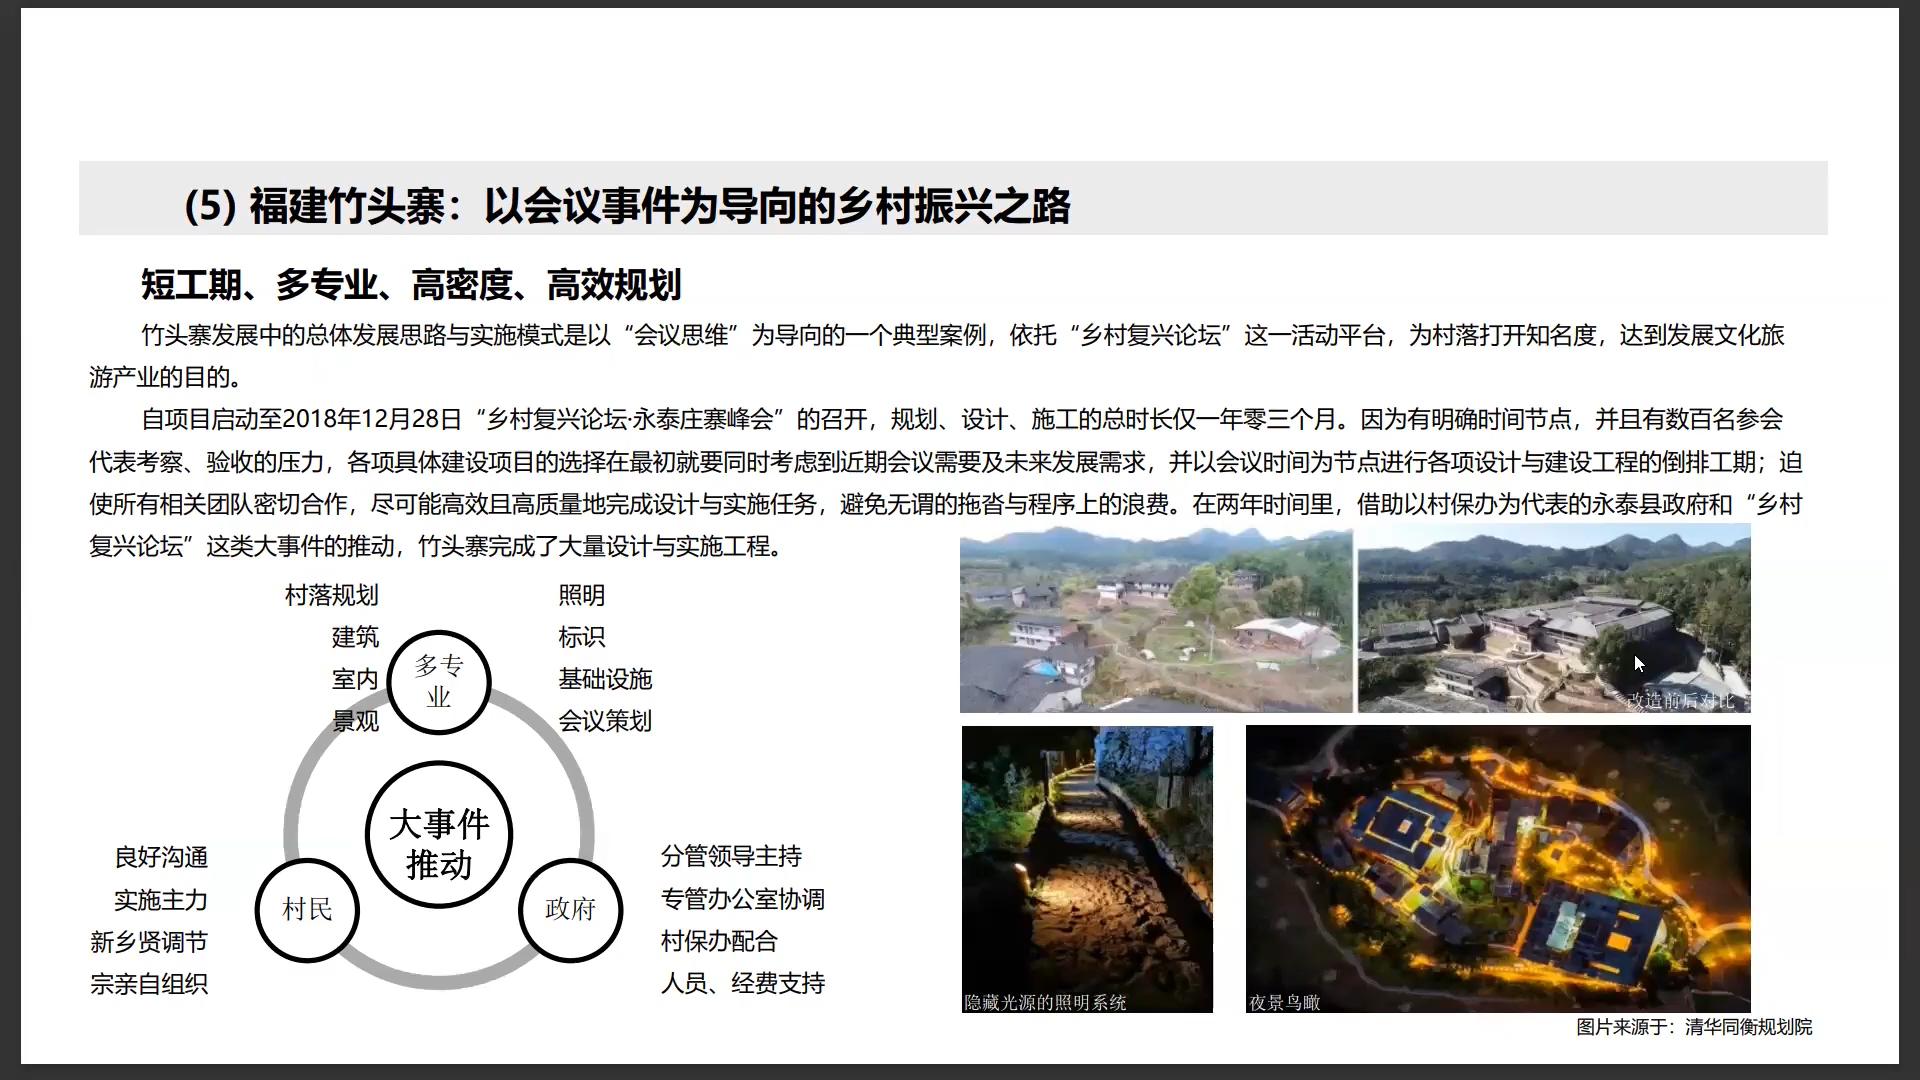 (5) 福建竹头寨：以会议事件为导向的乡村振兴之路
短工期、多专业、高密度、高效规划
竹头寨发展中的总体发展思路与实施模式是以“会议思维”为导向的一个典型案例，依托“乡村复兴论坛”这一活动平台，为村落打开知名度，达到发展文化旅
游产业的目的。
自项目启动至2018年12月28日“乡村复兴论坛·永泰庄寨峰会”的召开，规划、设计、施工的总时长仅一年零三个月。因为有明确时间节点，并且有数百名参会
代表考察、验收的压力，各项具体建设项目的选择在最初就要同时考虑到近期会议需要及未来发展需求，并以会议时间为节点进行各项设计与建设工程的倒排工期；迫
使所有相关团队密切合作，尽可能高效且高质量地完成设计与实施任务，避免无谓的拖沓与程序上的浪费。在两年时间里，借助以村保办为代表的永泰县政府和“乡村
复兴论坛”这类大事件的推动，竹头寨完成了大量设计与实施工程。
村落规划
建筑
室内
景观
多专
业
照明
标识
基础设施
会议策划
大事件
推动
良好沟通
实施主力
新乡贤调节
宗亲自组织
村民
政府
分管领导主持
专管办公室协调
村保办配合
人员、经费支持
改造前后对比
隐藏光源的照明系统
夜景鸟瞰
图片来源于：清华同衡规划院